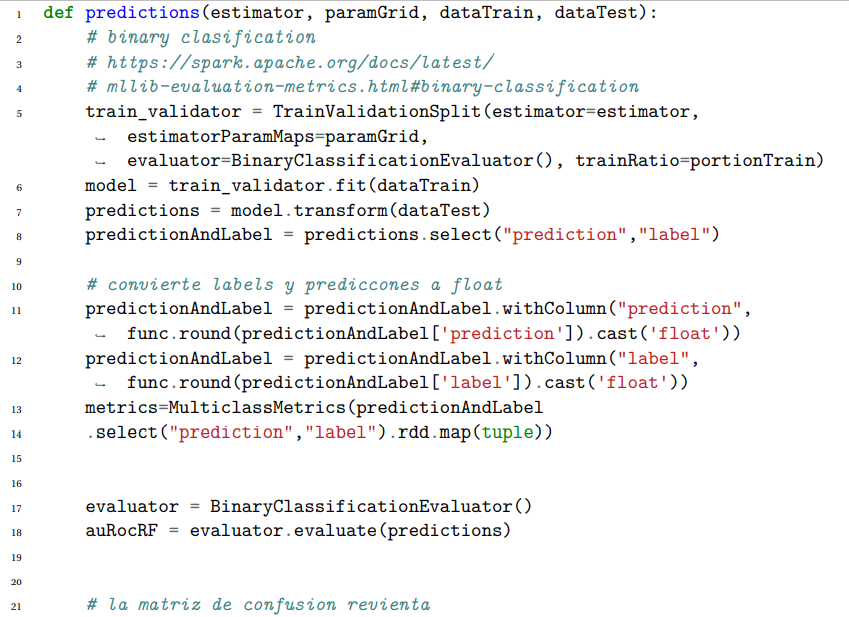 1 def predictions(estimator, paramGrid, dataTrain, dataTest):
2 # binary clasification
3 # https://spark.apache.org/docs/latest/
4 # mllib-evaluation-metrics.html#binary-classification
5 train_validator = TrainValidationSplit(estimator=estimator,
↪ estimatorParamMaps=paramGrid,
↪ evaluator=BinaryClassificationEvaluator(), trainRatio=portionTrain)
6 model = train_validator.fit(dataTrain)
7 predictions = model.transform(dataTest)
8 predictionAndLabel = predictions.select("prediction","label")
9
10 # convierte labels y prediccones a float
11 predictionAndLabel = predictionAndLabel.withColumn("prediction",
↪ func.round(predictionAndLabel['prediction']).cast('float'))
12 predictionAndLabel = predictionAndLabel.withColumn("label",
↪ func.round(predictionAndLabel['label']).cast('float'))
13 metrics=MulticlassMetrics(predictionAndLabel
14 .select("prediction","label").rdd.map(tuple))
15
16
17 evaluator = BinaryClassificationEvaluator()
18 auRocRF = evaluator.evaluate(predictions)
19
20
21 # la matriz de confusion revienta